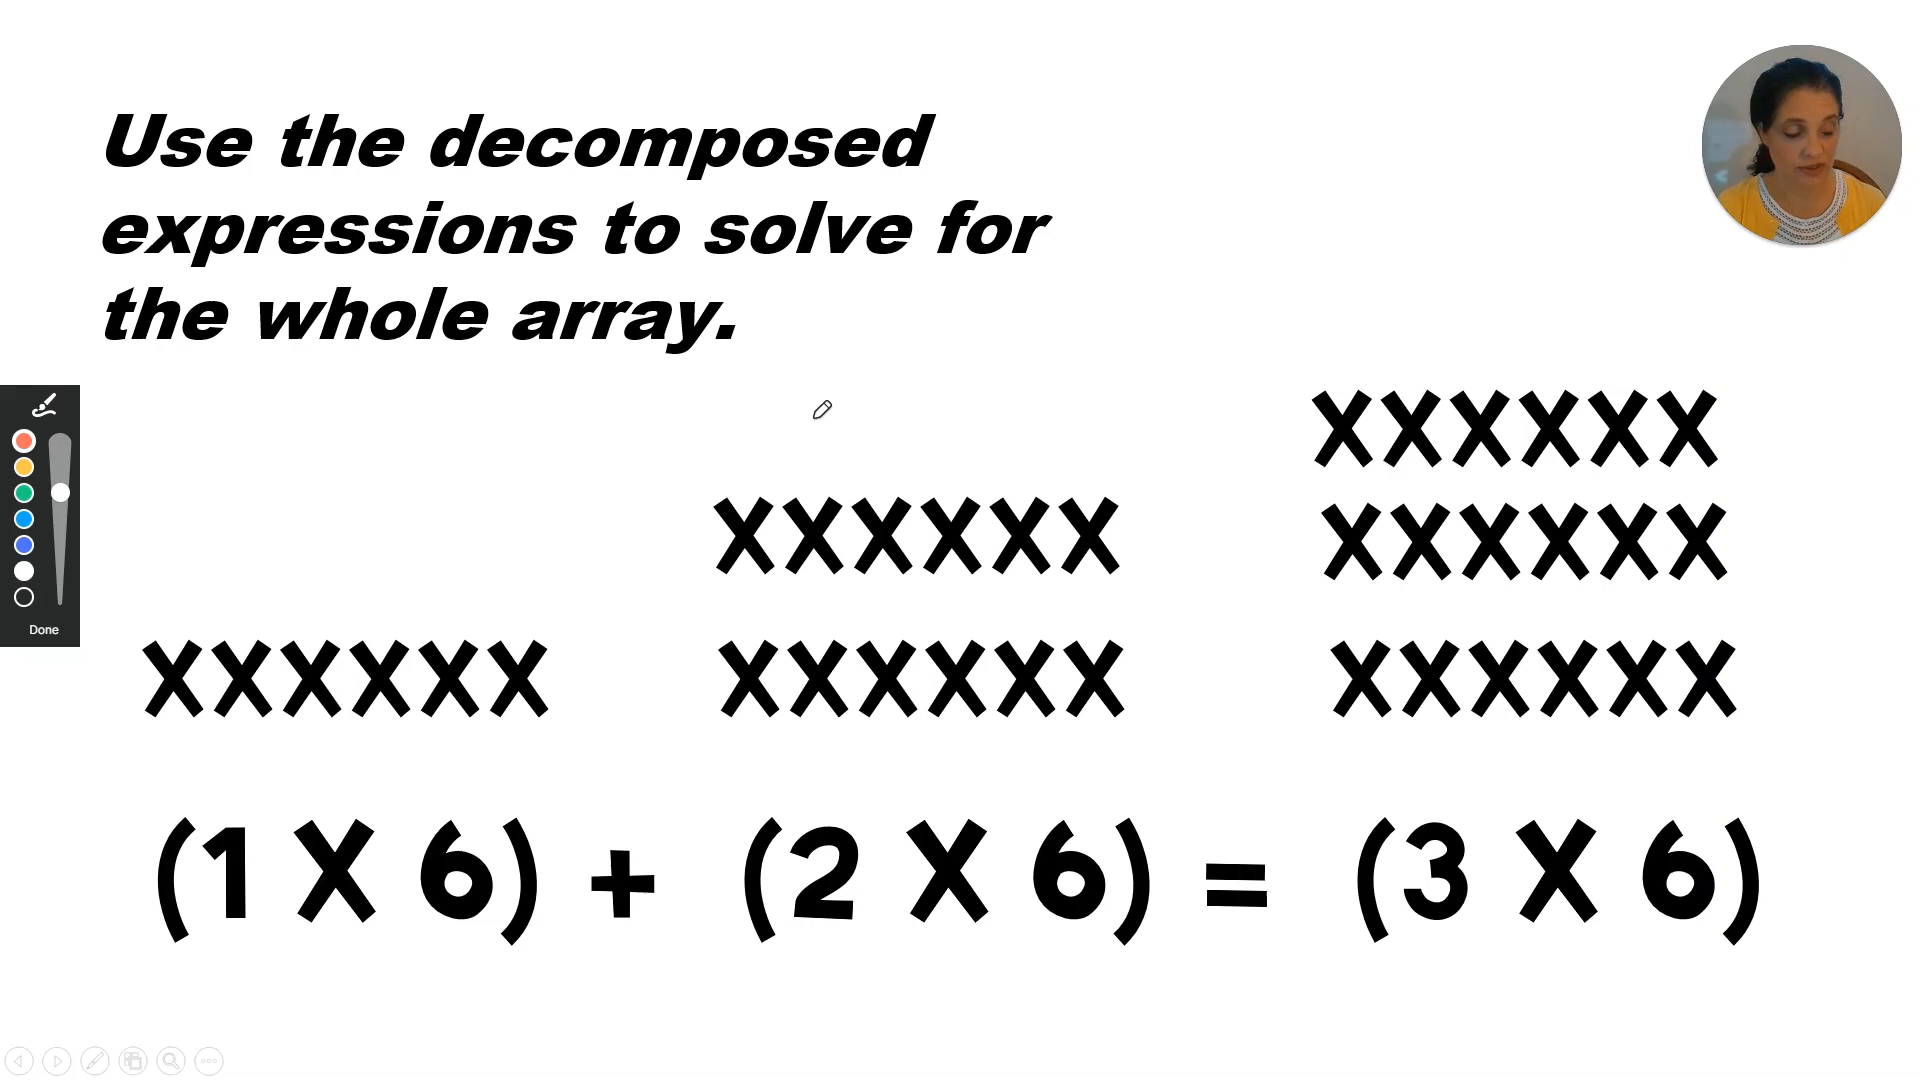 Use the decomposed
expressions to solve for
the whole array.
XXXXXX
XXXXXX
XXXXXX
XXXXXX
XXXXXX
XXXXXX
(1 X 6) + (2 X 6) = (3 X 6)
Done